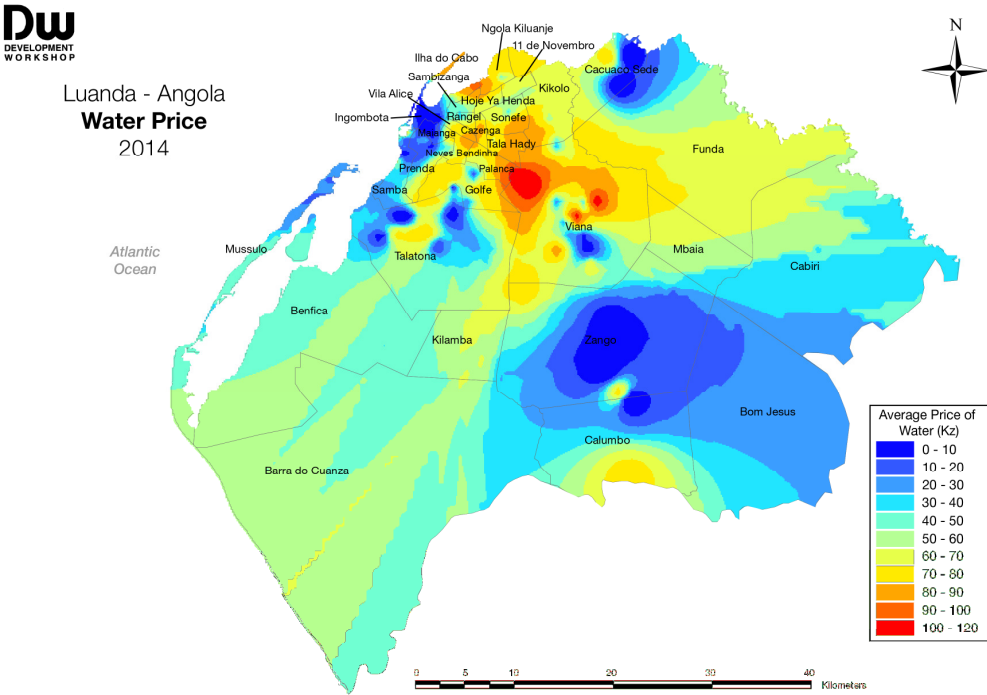 DW
DEVELOPMENT
WORKSHOP
Luanda - Angola
Water Price
2014
N
Ngola Kiluanje
11 de Novembro
Ilha do Cabo
Cacuaco Sede
Sambizanga
Kikolo
Vila Alice
Hoje Ya Henda
Ingombota
Rangel
Sonefe
Maianga
Cazenga
Tala Hady
Funda
Neves Bendinha
Prenda
Palanca
Samba
Golfe
Viana
Atlantic
Ocean
Mussulo
Talatona
Mbaia
Cabiri
Benfica
Kilamba
Zango
Bom Jesus
Calumbo
Barra do Cuanza
Average Price of
Water (Kz)
0 - 10
10 - 20
20 - 30
30 - 40
40 - 50
50 - 60
60 - 70
70 - 80
80 - 90
90 - 100
100 - 120
0 5 10 20 30 40
Kilometers